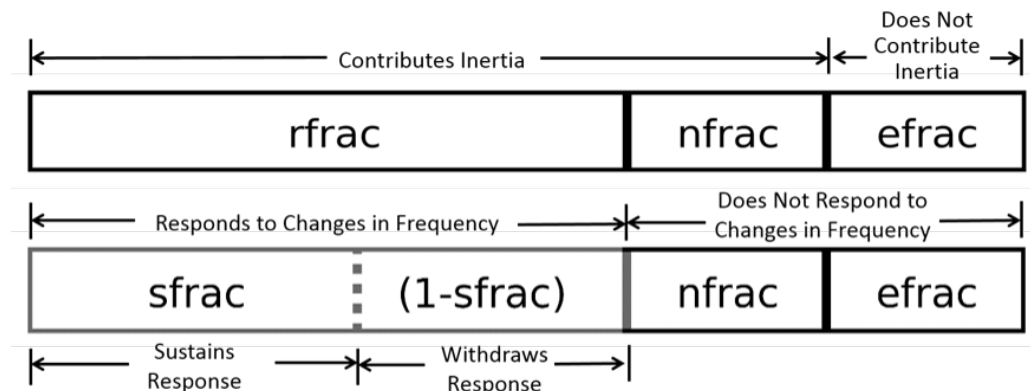 Contributes Inertia
Does Not
Contribute
Inertia
rfrac
nfrac
efrac
Responds to Changes in Frequency
Does Not Respond to
Changes in Frequency
sfrac
(1-sfrac)
nfrac
efrac
Sustains
Response
Withdraws
Response